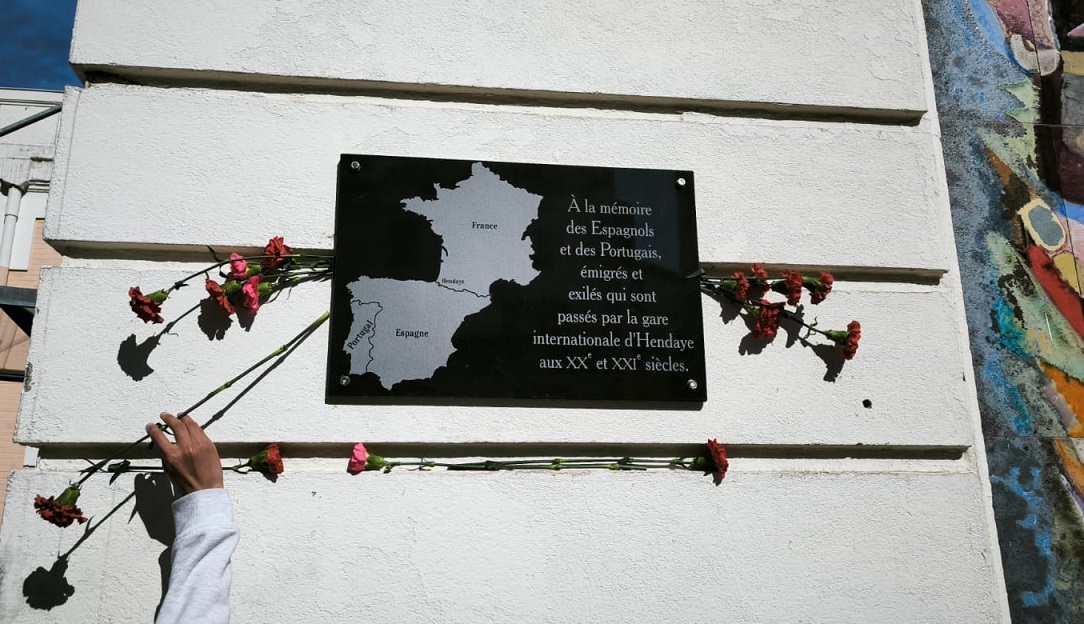 France
Hendaye
Espagne
Portugal
À la mémoire
des Espagnols
et des Portugais,
émigrés et
exilés qui sont
passés par la gare
internationale d'Hendaye
aux XXe et XXIe siècles.